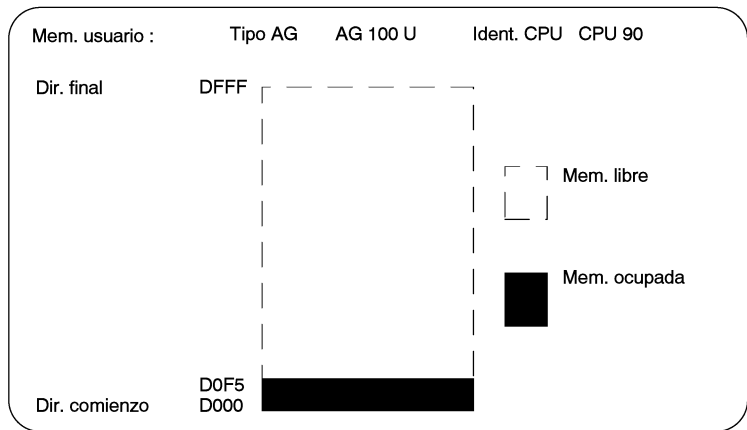 Mem. usuario : Tipo AG AG 100 U Ident. CPU CPU 90
Dir. final DFFF
Mem. libre
Mem. ocupada
D0F5
Dir. comienzo D000